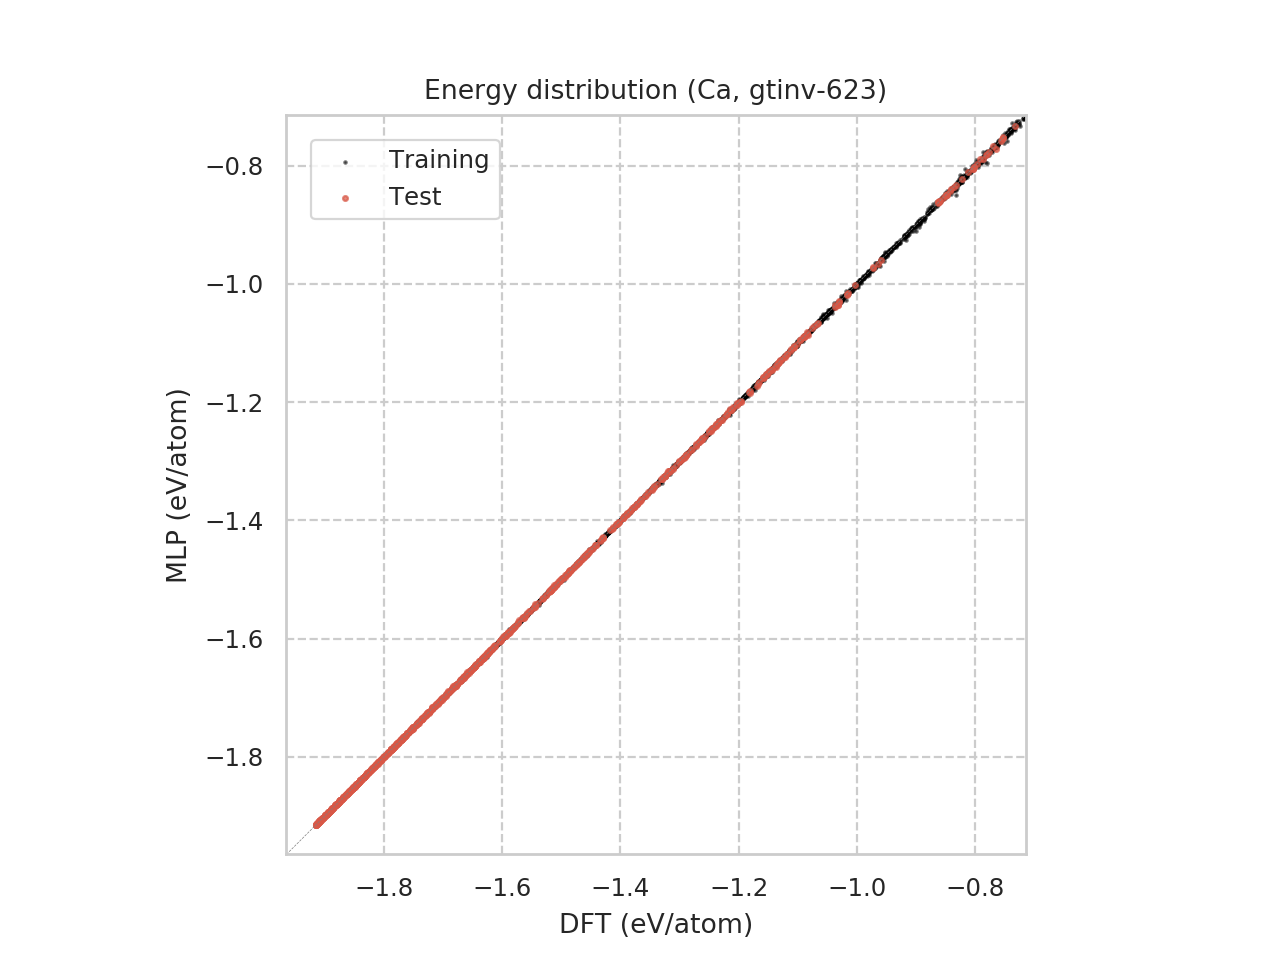 Energy distribution (Ca, gtinv-623)
Training
Test
MLP (eV/atom)
−0.8
−1.0
−1.2
−1.4
−1.6
−1.8
−1.8 −1.6 −1.4 −1.2 −1.0 −0.8
DFT (eV/atom)